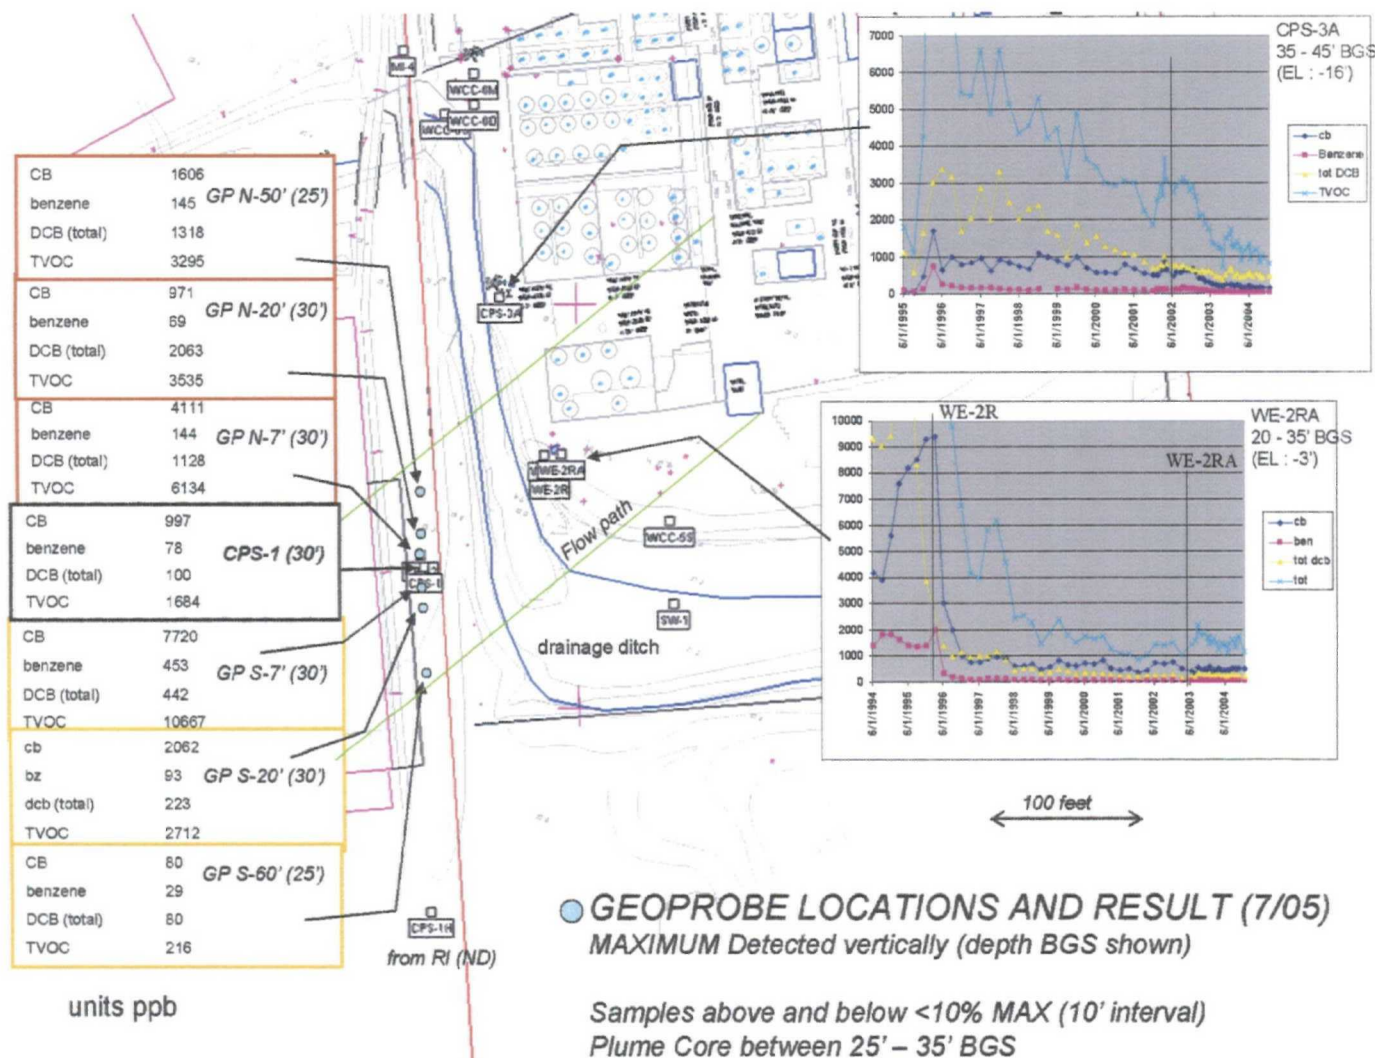 MI-4
WCC-6M
WCC-6D
CPS-3A
WE-2RA
WE-2R
WCC-5S
SW-1
Flow path
drainage ditch
CPS-1
CPS-1R
from RI (ND)
CB 1606
GP N-50' (25')
benzene 145
DCB (total) 1318
TVOC 3295
CB 971
GP N-20' (30')
benzene 69
DCB (total) 2063
TVOC 3535
CB 4111
benzene 144
GP N-7' (30')
DCB (total) 1128
TVOC 6134
CB 997
benzene 78
CPS-1 (30')
DCB (total) 100
TVOC 1684
CB 7720
benzene 453
GP S-7' (30')
DCB (total) 442
TVOC 10667
cb 2062
bz 93
GP S-20' (30')
dcb (total) 223
TVOC 2712
CB 80
GP S-60' (25')
benzene 29
DCB (total) 80
TVOC 216
units ppb
CPS-3A
35 - 45' BGS
(EL : -16')
7000
6000
5000
4000
3000
2000
1000
0
6/1/1995
6/1/1996
6/1/1997
6/1/1998
6/1/1999
6/1/2000
6/1/2001
6/1/2002
6/1/2003
6/1/2004
cb
Benzene
tot DCB
TVOC
WE-2R
WE-2RA
20 - 35' BGS
(EL : -3')
WE-2RA
10000
9000
8000
7000
6000
5000
4000
3000
2000
1000
0
6/1/1994
6/1/1995
6/1/1996
6/1/1997
6/1/1998
6/1/1999
6/1/2000
6/1/2001
6/1/2002
6/1/2003
6/1/2004
cb
ben
tot dcb
tot
100 feet
GEOPROBE LOCATIONS AND RESULT (7/05)
MAXIMUM Detected vertically (depth BGS shown)
Samples above and below <10% MAX (10' interval)
Plume Core between 25' – 35' BGS